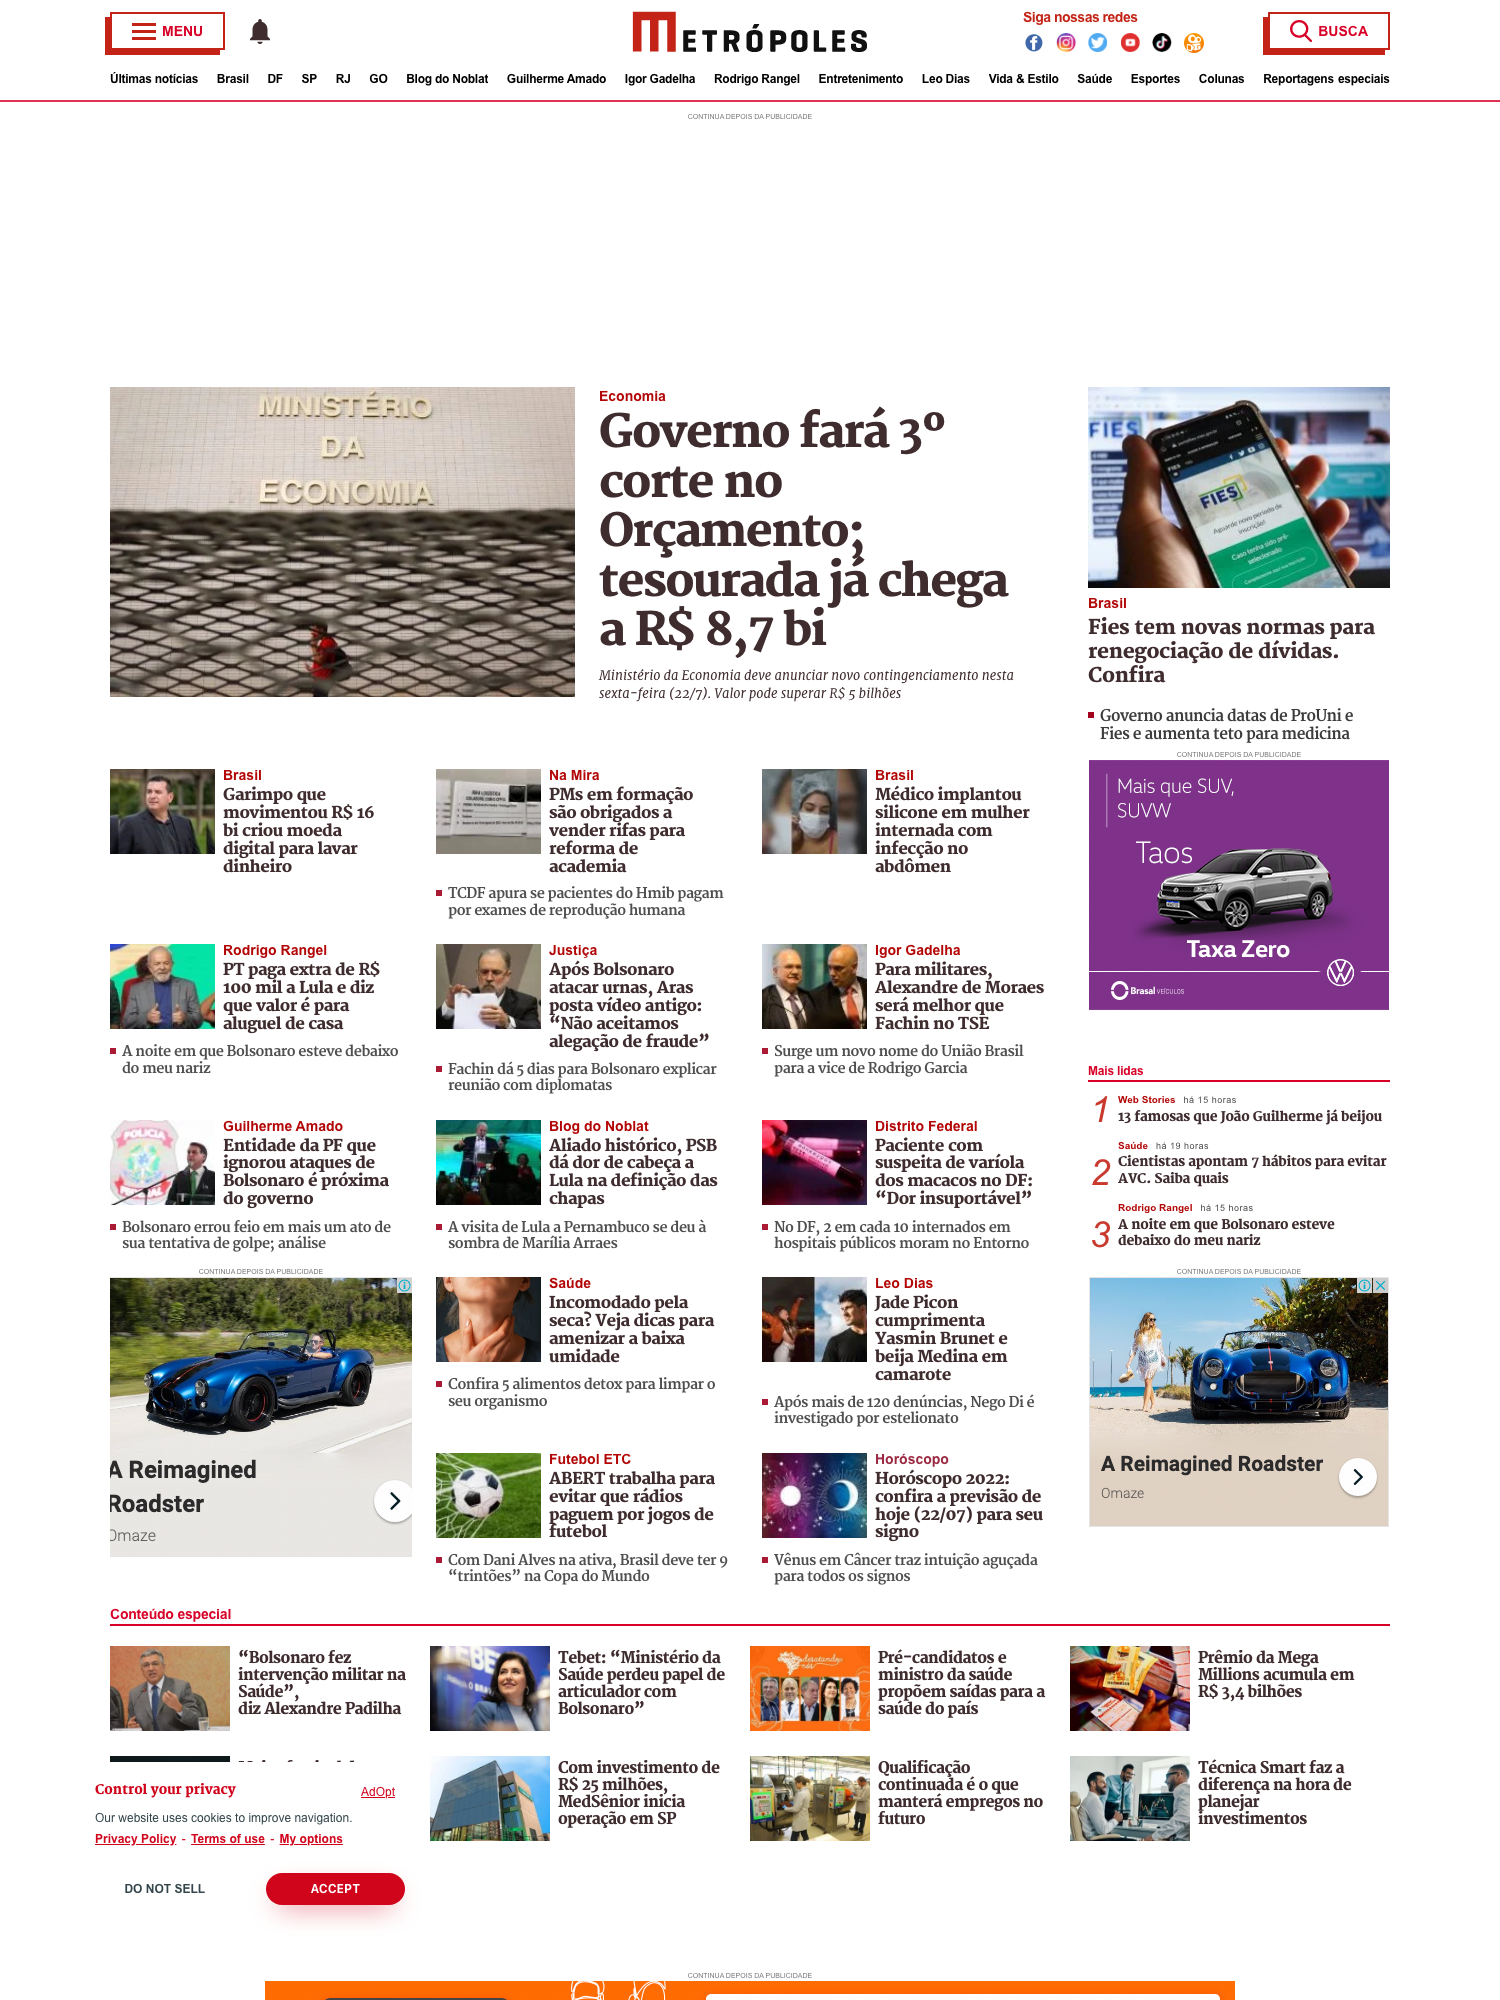 MENU
METRÓPOLES
Siga nossas redes
BUSCA
Últimas notícias Brasil DF SP RJ GO Blog do Noblat Guilherme Amado Igor Gadelha Rodrigo Rangel Entretenimento Leo Dias Vida & Estilo Saúde Esportes Colunas Reportagens especiais
CONTINUA DEPOIS DA PUBLICIDADE
MINISTÉRIO
DA
ECONOMIA
Economia
Governo fará 3º
corte no
Orçamento;
tesourada já chega
a R$ 8,7 bi
Ministério da Economia deve anunciar novo contingenciamento nesta
sexta-feira (22/7). Valor pode superar R$ 5 bilhões
FIES
FIES
Aguardo novo período de
inscrição!
Caso tenha sido pré-
selecionado
Brasil
Fies tem novas normas para
renegociação de dívidas.
Confira
Governo anuncia datas de ProUni e
Fies e aumenta teto para medicina
CONTINUA DEPOIS DA PUBLICIDADE
Mais que SUV,
SUVW
Taos
Taxa Zero
Brasal VEÍCULOS
Brasil
Garimpo que
movimentou R$ 16
bi criou moeda
digital para lavar
dinheiro
Na Mira
PMs em formação
são obrigados a
vender rifas para
reforma de
academia
TCDF apura se pacientes do Hmib pagam
por exames de reprodução humana
Brasil
Médico implantou
silicone em mulher
internada com
infecção no
abdômen
Rodrigo Rangel
PT paga extra de R$
100 mil a Lula e diz
que valor é para
aluguel de casa
A noite em que Bolsonaro esteve debaixo
do meu nariz
Justiça
Após Bolsonaro
atacar urnas, Aras
posta vídeo antigo:
“Não aceitamos
alegação de fraude”
Fachin dá 5 dias para Bolsonaro explicar
reunião com diplomatas
Igor Gadelha
Para militares,
Alexandre de Moraes
será melhor que
Fachin no TSE
Surge um novo nome do União Brasil
para a vice de Rodrigo Garcia
Mais lidas
1
Web Stories há 15 horas
13 famosas que João Guilherme já beijou
2
Saúde há 19 horas
Cientistas apontam 7 hábitos para evitar
AVC. Saiba quais
3
Rodrigo Rangel há 15 horas
A noite em que Bolsonaro esteve
debaixo do meu nariz
POLICIA
Guilherme Amado
Entidade da PF que
ignorou ataques de
Bolsonaro é próxima
do governo
Bolsonaro errou feio em mais um ato de
sua tentativa de golpe; análise
Blog do Noblat
Aliado histórico, PSB
dá dor de cabeça a
Lula na definição das
chapas
A visita de Lula a Pernambuco se deu à
sombra de Marília Arraes
Distrito Federal
Paciente com
suspeita de varíola
dos macacos no DF:
“Dor insuportável”
No DF, 2 em cada 10 internados em
hospitais públicos moram no Entorno
CONTINUA DEPOIS DA PUBLICIDADE
A Reimagined
Roadster
Omaze
Saúde
Incomodado pela
seca? Veja dicas para
amenizar a baixa
umidade
Confira 5 alimentos detox para limpar o
seu organismo
Leo Dias
Jade Picon
cumprimenta
Yasmin Brunet e
beija Medina em
camarote
Após mais de 120 denúncias, Nego Di é
investigado por estelionato
CONTINUA DEPOIS DA PUBLICIDADE
A Reimagined Roadster
Omaze
Futebol ETC
ABERT trabalha para
evitar que rádios
paguem por jogos de
futebol
Com Dani Alves na ativa, Brasil deve ter 9
“trintões” na Copa do Mundo
Horóscopo
Horóscopo 2022:
confira a previsão de
hoje (22/07) para seu
signo
Vênus em Câncer traz intuição aguçada
para todos os signos
Conteúdo especial
“Bolsonaro fez
intervenção militar na
Saúde”,
diz Alexandre Padilha
Tebet: “Ministério da
Saúde perdeu papel de
articulador com
Bolsonaro”
desatando
nós
Pré-candidatos e
ministro da saúde
propõem saídas para a
saúde do país
Prêmio da Mega
Millions acumula em
R$ 3,4 bilhões
Com investimento de
R$ 25 milhões,
MedSênior inicia
operação em SP
Qualificação
continuada é o que
manterá empregos no
futuro
Técnica Smart faz a
diferença na hora de
planejar
investimentos
Control your privacy
AdOpt
Our website uses cookies to improve navigation.
Privacy Policy - Terms of use - My options
DO NOT SELL
ACCEPT
CONTINUA DEPOIS DA PUBLICIDADE